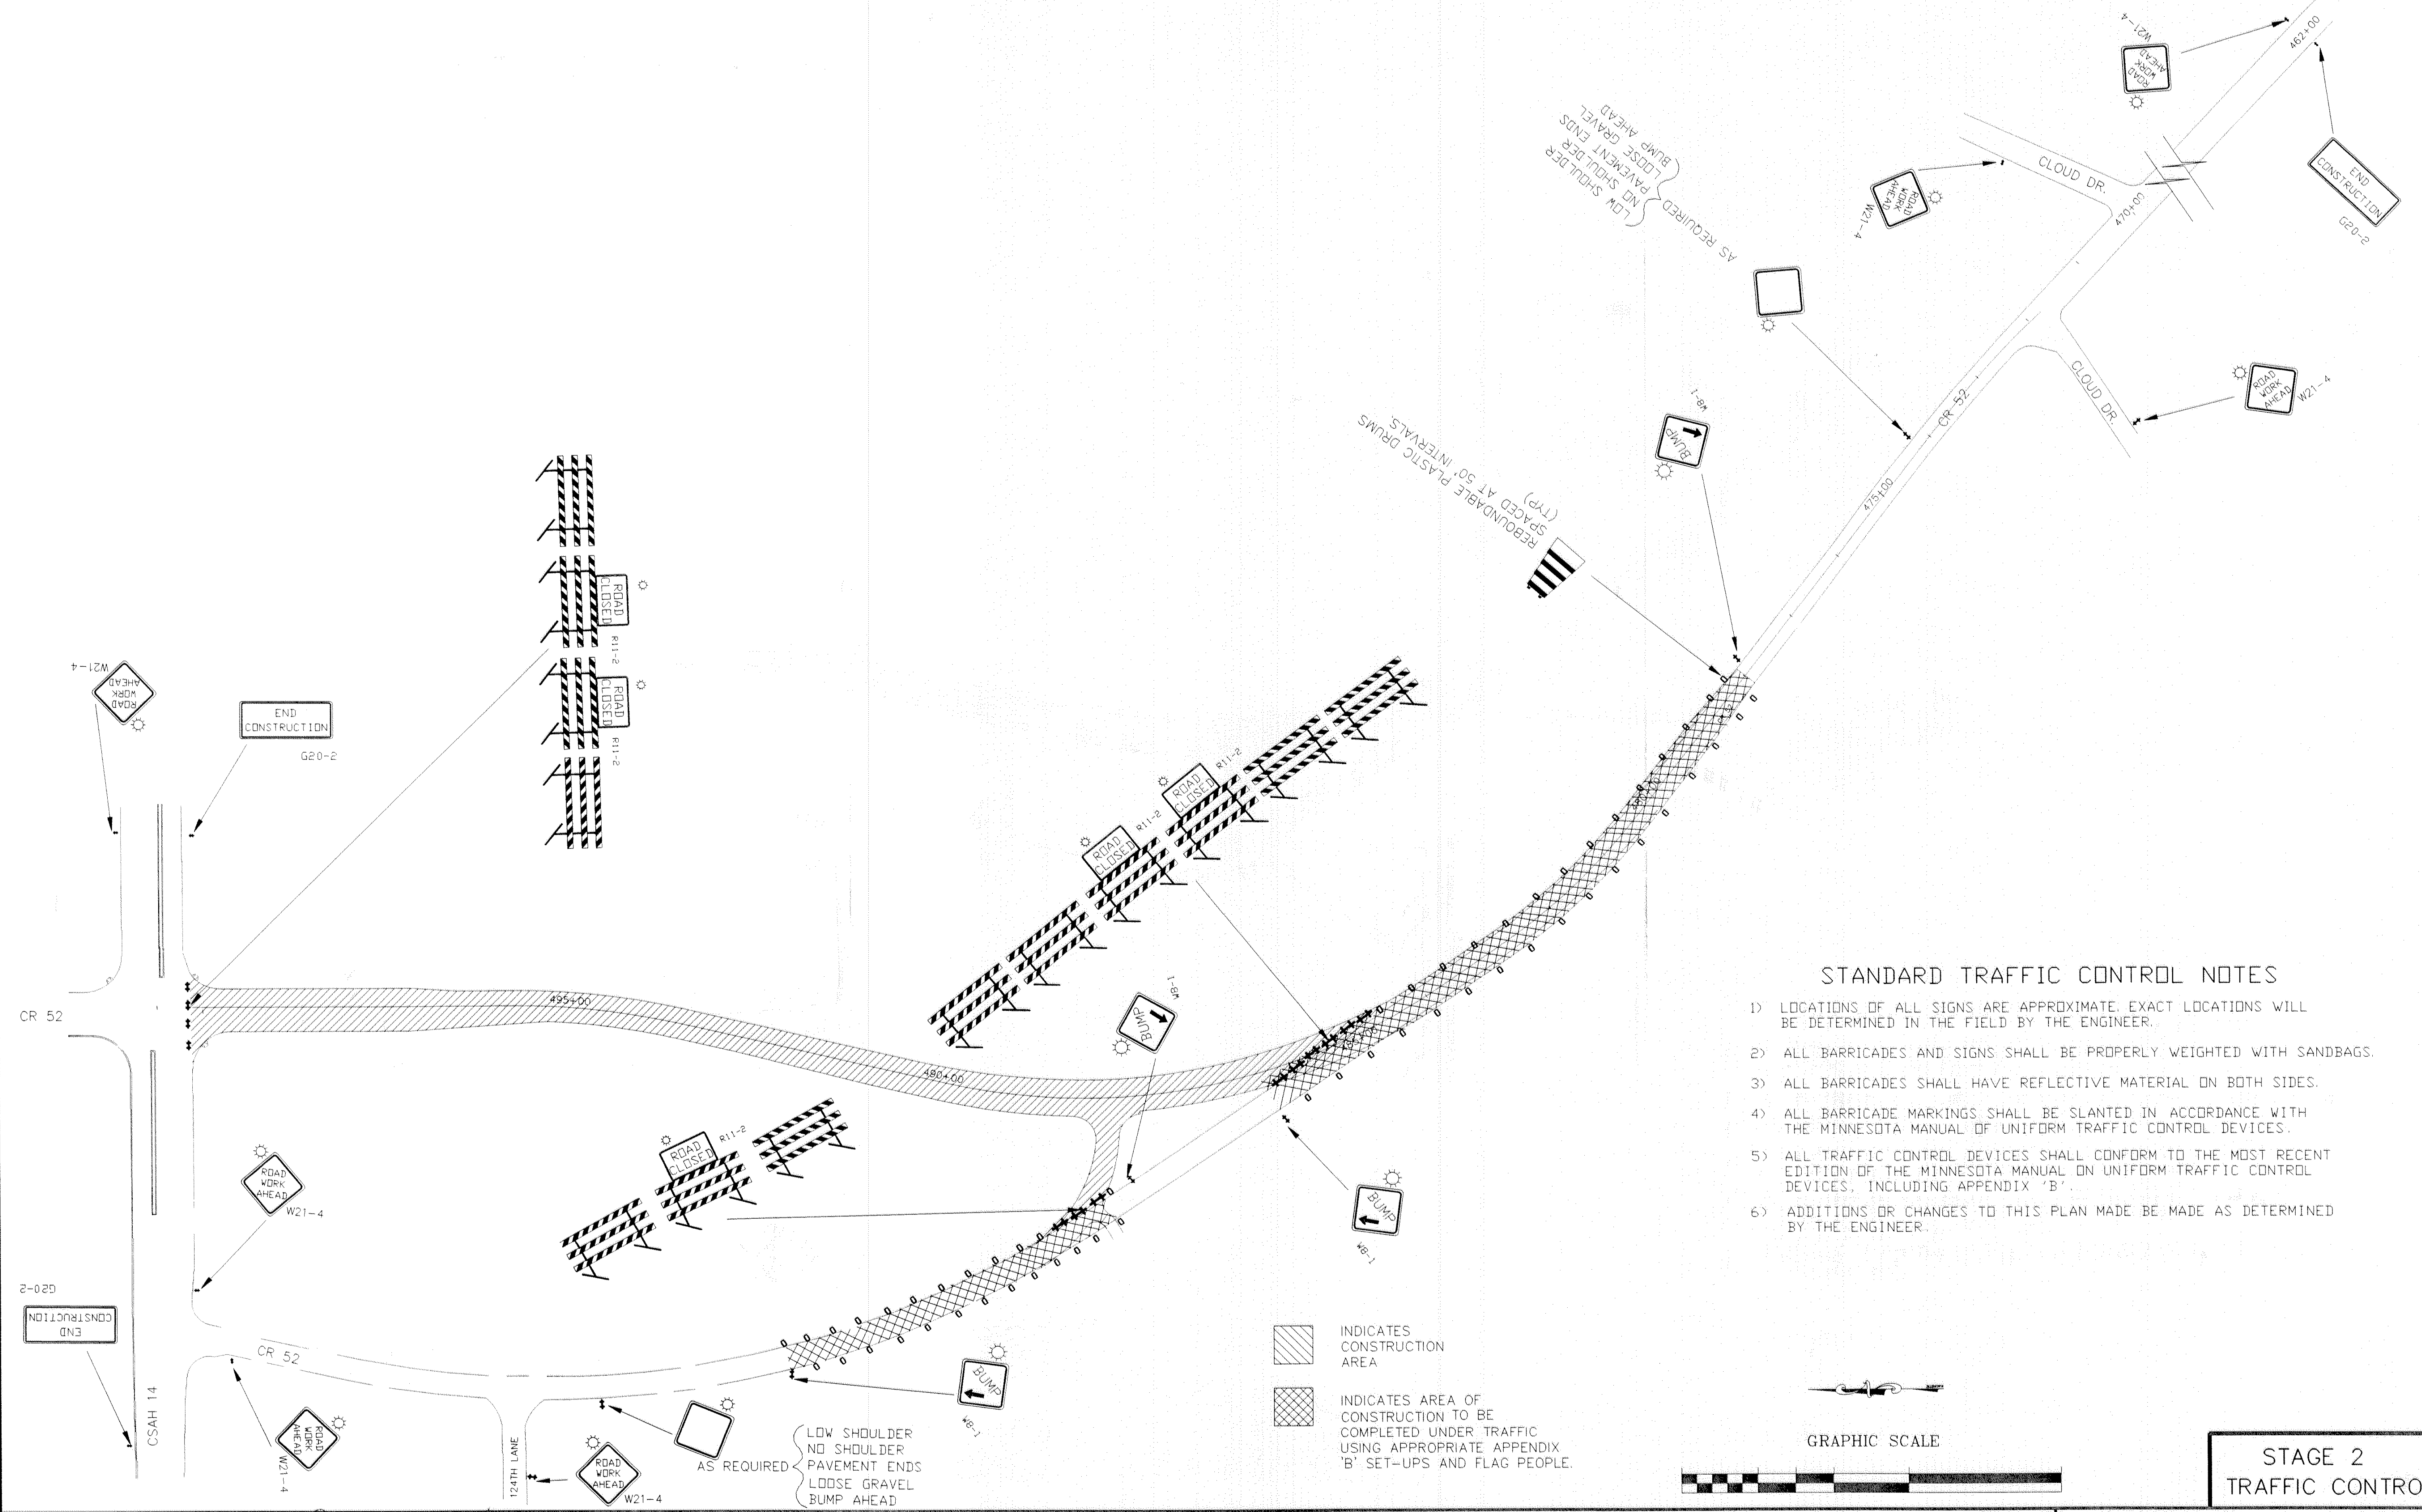 W21-4
ROAD
WORK
AHEAD
462+00
END
CONSTRUCTION
G20-2
CLOUD DR.
470+00
ROAD
WORK
AHEAD
W21-4
LOW SHOULDER
NO SHOULDER
PAVEMENT ENDS
LOOSE GRAVEL
BUMP AHEAD
AS REQUIRED
CLOUD DR.
ROAD
WORK
AHEAD
W21-4
CR 52
475+00
W8-1
BUMP
REBOUNDABLE PLASTIC DRUMS
SPACED AT 50' INTERVALS.
(TYP)
ROAD
CLOSED
R11-2
ROAD
CLOSED
R11-2
W21-4
ROAD
WORK
AHEAD
END
CONSTRUCTION
G20-2
ROAD
CLOSED
R11-2
ROAD
CLOSED
R11-2
CR 52
495+00
490+00
W8-1
BUMP
ROAD
CLOSED
R11-2
BUMP
W8-1
ROAD
WORK
AHEAD
W21-4
G20-2
END
CONSTRUCTION
CR 52
CSAH 14
ROAD
WORK
AHEAD
W21-4
124TH LANE
ROAD
WORK
AHEAD
W21-4
BUMP
W8-1
AS REQUIRED
LOW SHOULDER
NO SHOULDER
PAVEMENT ENDS
LOOSE GRAVEL
BUMP AHEAD
STANDARD TRAFFIC CONTROL NOTES
1) LOCATIONS OF ALL SIGNS ARE APPROXIMATE. EXACT LOCATIONS WILL
BE DETERMINED IN THE FIELD BY THE ENGINEER.
2) ALL BARRICADES AND SIGNS SHALL BE PROPERLY WEIGHTED WITH SANDBAGS.
3) ALL BARRICADES SHALL HAVE REFLECTIVE MATERIAL ON BOTH SIDES.
4) ALL BARRICADE MARKINGS SHALL BE SLANTED IN ACCORDANCE WITH
THE MINNESOTA MANUAL OF UNIFORM TRAFFIC CONTROL DEVICES.
5) ALL TRAFFIC CONTROL DEVICES SHALL CONFORM TO THE MOST RECENT
EDITION OF THE MINNESOTA MANUAL ON UNIFORM TRAFFIC CONTROL
DEVICES, INCLUDING APPENDIX 'B'.
6) ADDITIONS OR CHANGES TO THIS PLAN MADE BE MADE AS DETERMINED
BY THE ENGINEER.
INDICATES
CONSTRUCTION
AREA
INDICATES AREA OF
CONSTRUCTION TO BE
COMPLETED UNDER TRAFFIC
USING APPROPRIATE APPENDIX
'B' SET-UPS AND FLAG PEOPLE.
GRAPHIC SCALE
STAGE 2
TRAFFIC CONTRO